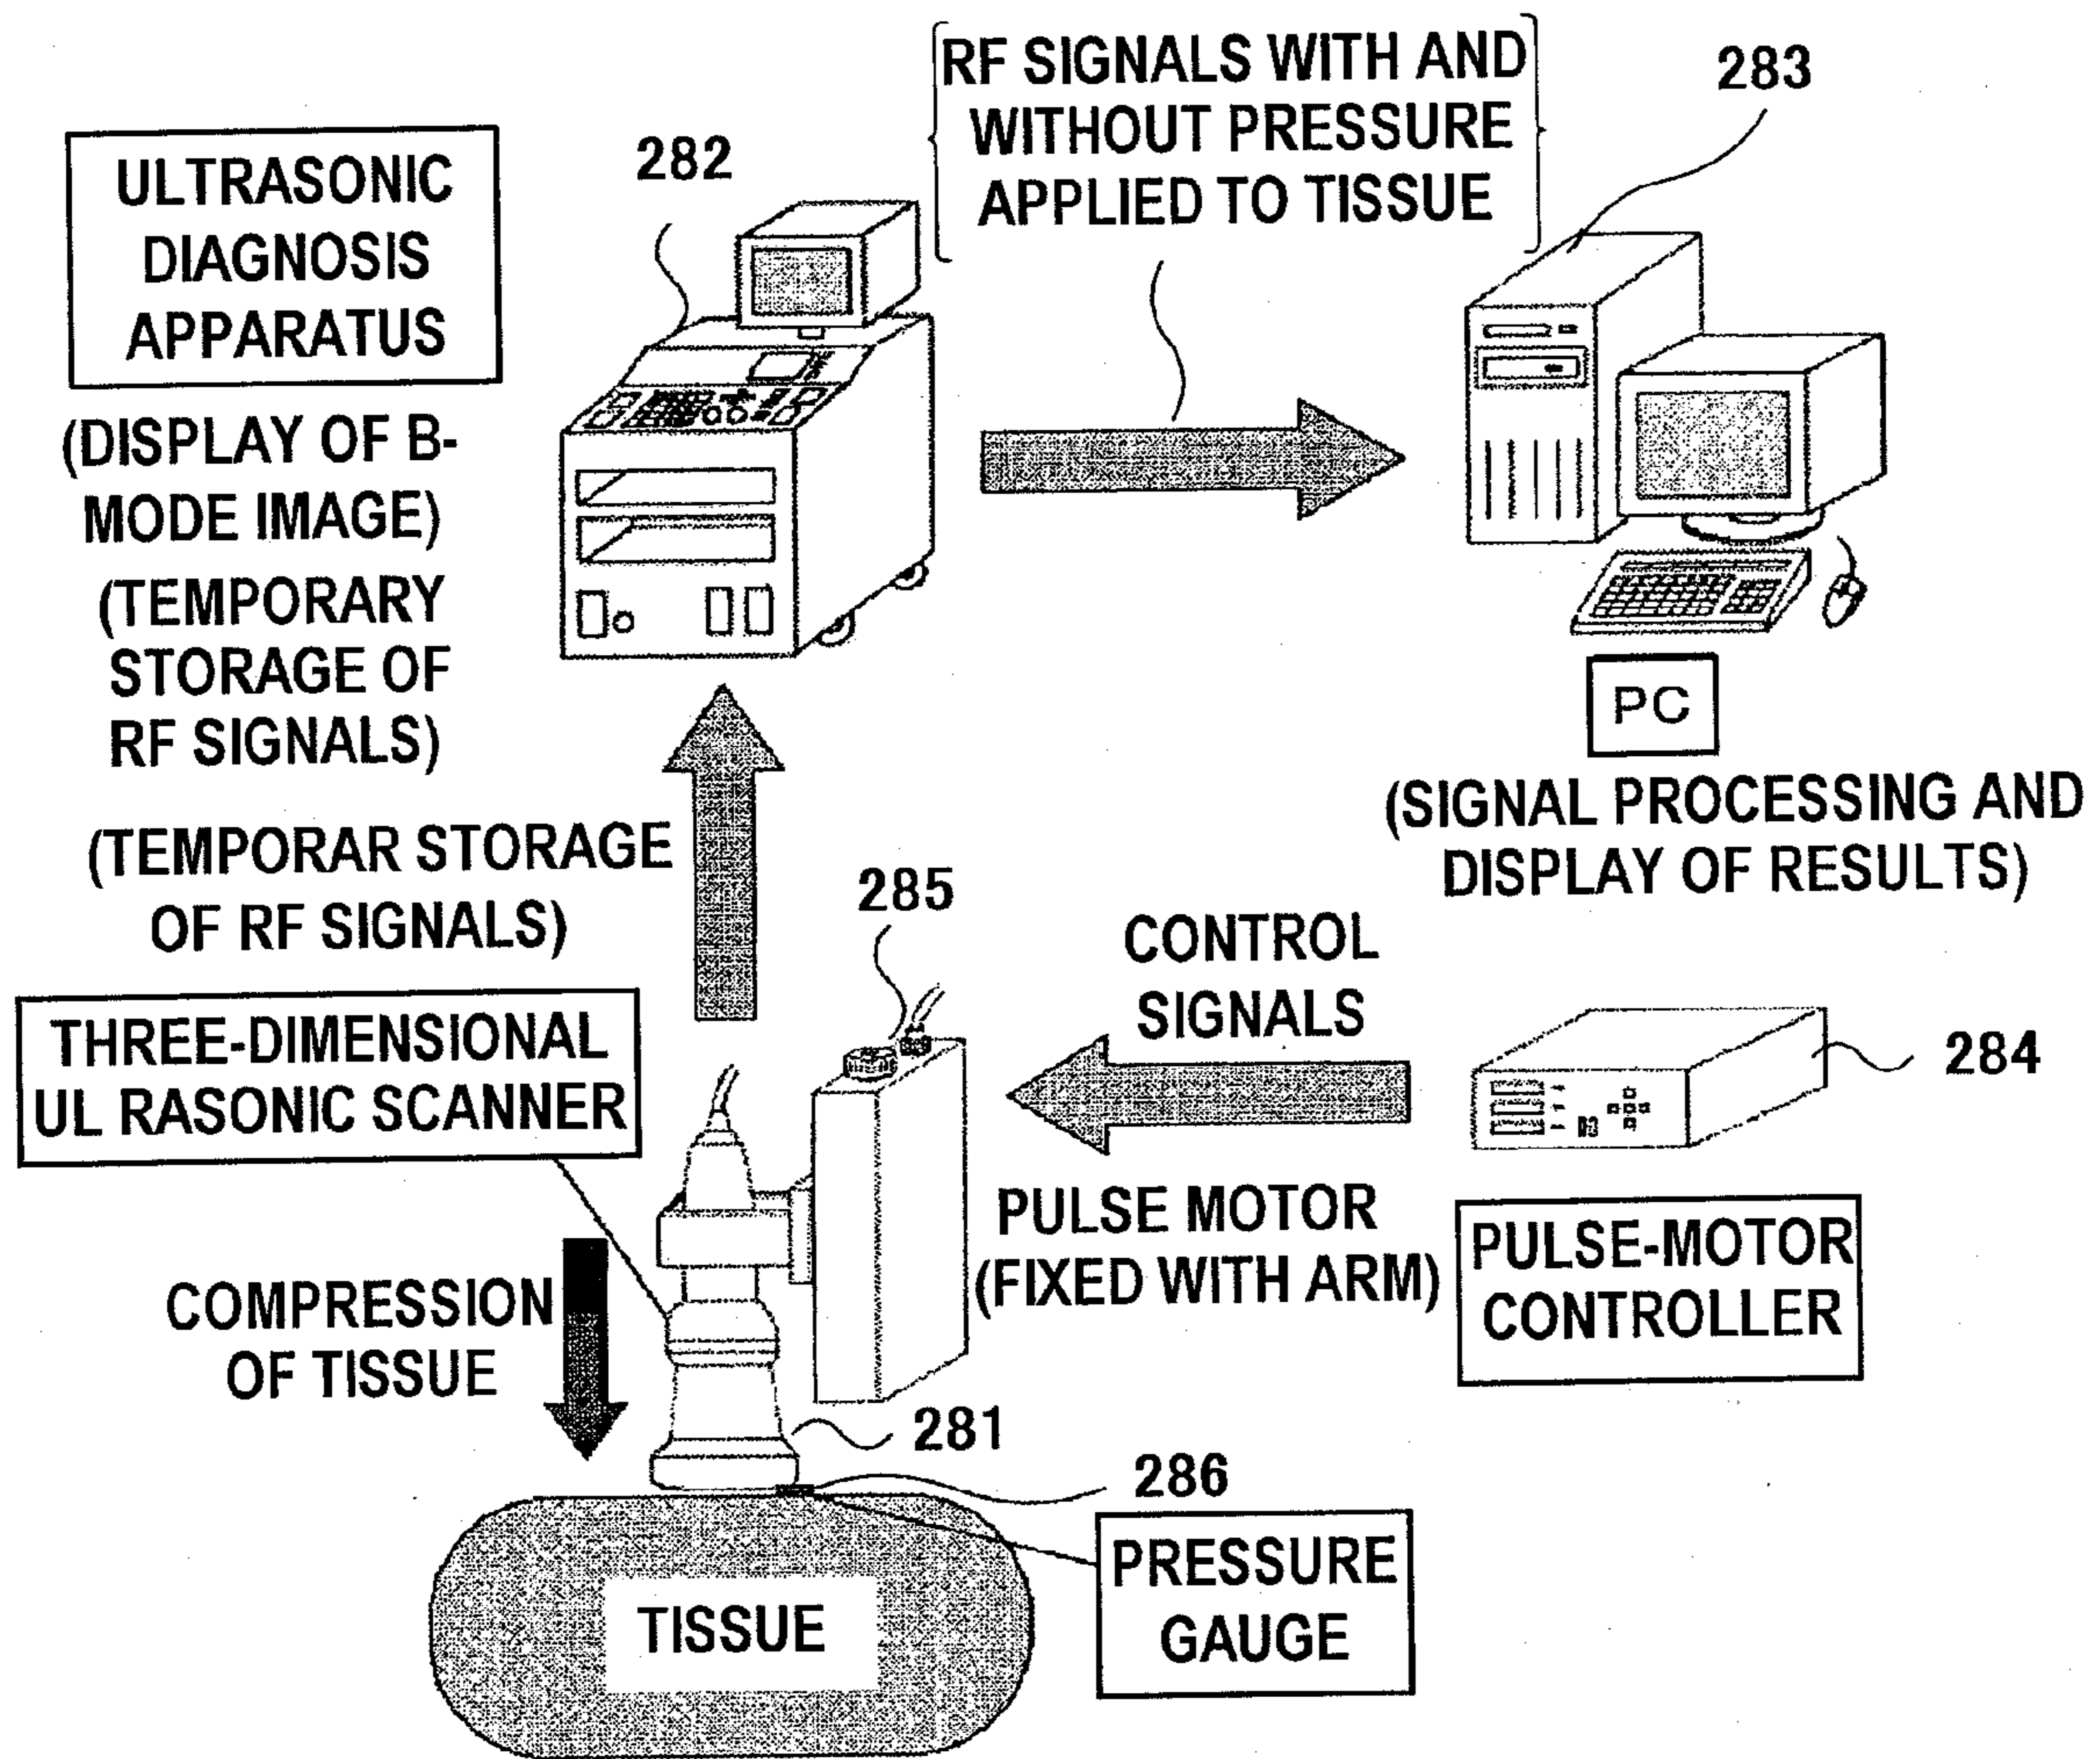 RF SIGNALS WITH AND
WITHOUT PRESSURE
APPLIED TO TISSUE
283
282
ULTRASONIC
DIAGNOSIS
APPARATUS
(DISPLAY OF B-
MODE IMAGE)
(TEMPORARY
STORAGE OF
RF SIGNALS)
PC
(SIGNAL PROCESSING AND
DISPLAY OF RESULTS)
(TEMPORAR STORAGE
OF RF SIGNALS)
285
CONTROL
SIGNALS
284
THREE-DIMENSIONAL
UL RASONIC SCANNER
PULSE MOTOR
(FIXED WITH ARM)
PULSE-MOTOR
CONTROLLER
COMPRESSION
OF TISSUE
281
286
PRESSURE
GAUGE
TISSUE